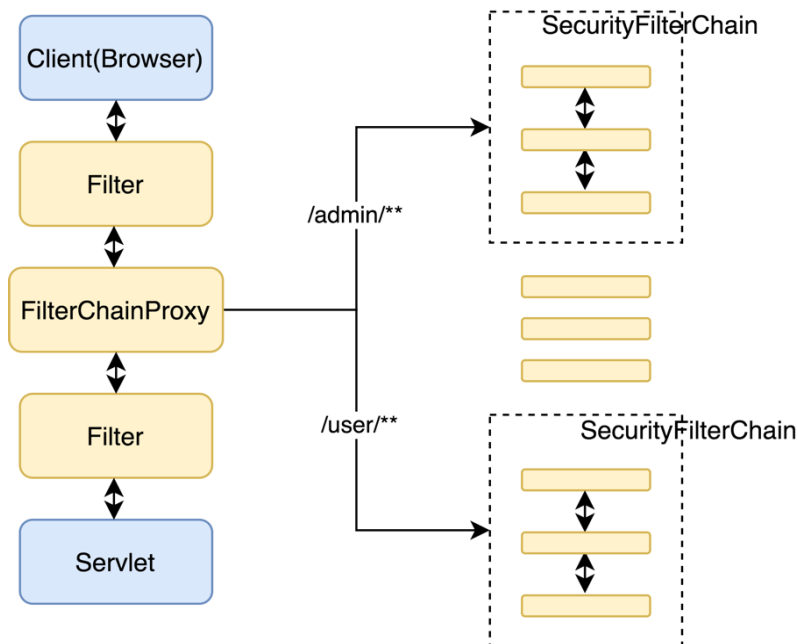 Client(Browser)
Filter
FilterChainProxy
Filter
Servlet
/admin/**
/user/**
SecurityFilterChain
SecurityFilterChain